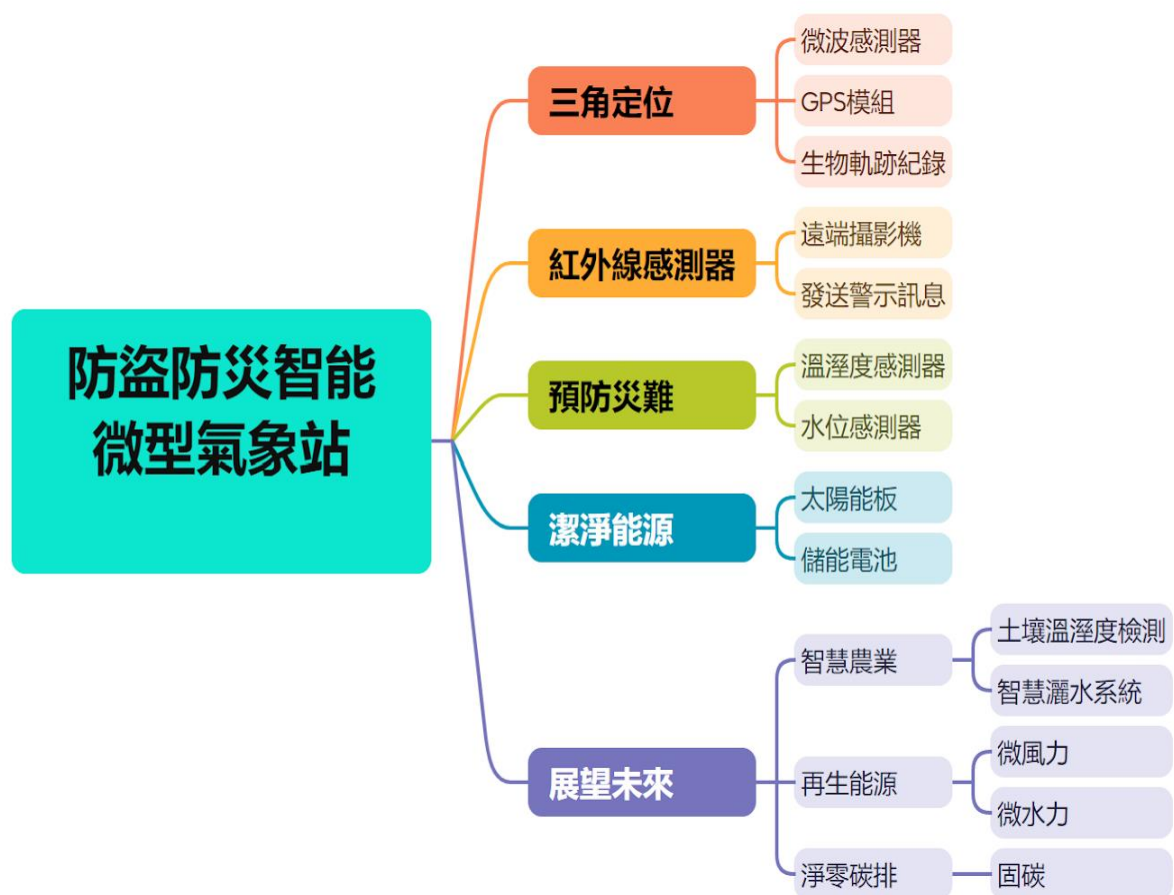 防盜防災智能
微型氣象站
三角定位
微波感測器
GPS模組
生物軌跡紀錄
紅外線感測器
遠端攝影機
發送警示訊息
預防災難
溫溼度感測器
水位感測器
潔淨能源
太陽能板
儲能電池
展望未來
智慧農業
土壤溫溼度檢測
智慧灑水系統
再生能源
微風力
微水力
淨零碳排
固碳